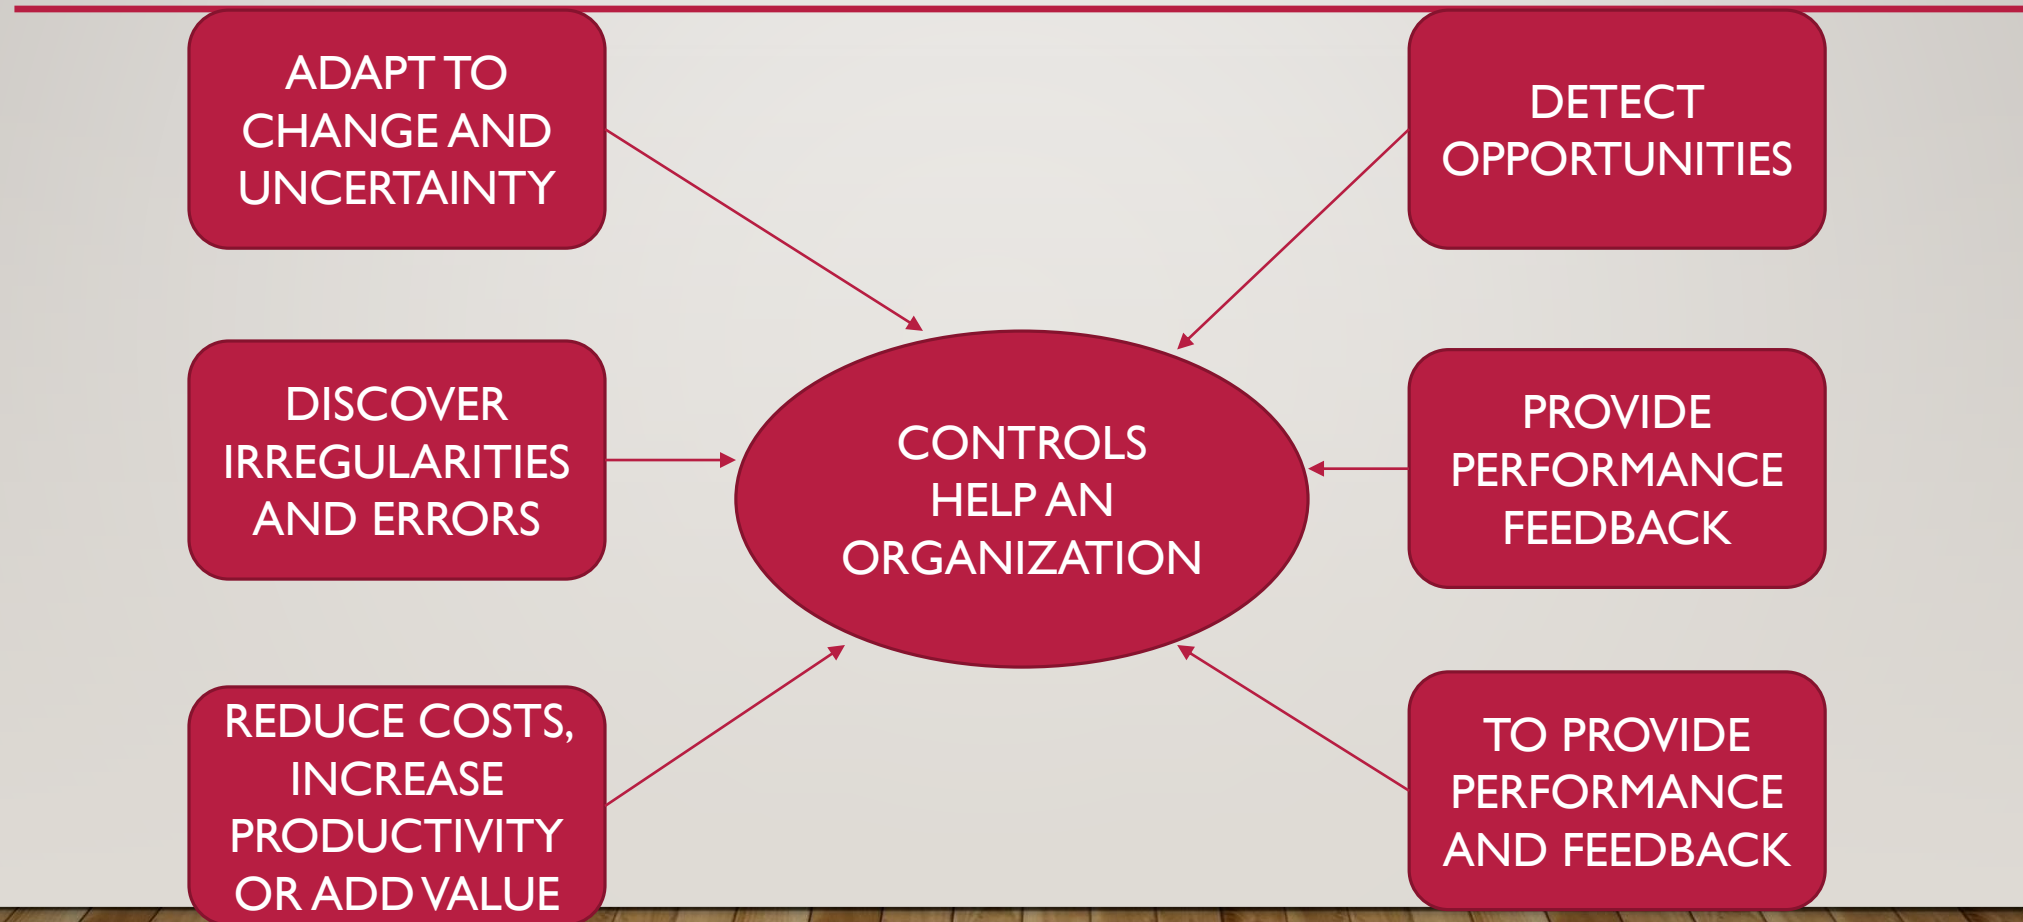 ADAPT TO
CHANGE AND
UNCERTAINTY
DISCOVER
IRREGULARITIES
AND ERRORS
REDUCE COSTS,
INCREASE
PRODUCTIVITY
OR ADD VALUE
CONTROLS
HELP AN
ORGANIZATION
DETECT
OPPORTUNITIES
PROVIDE
PERFORMANCE
FEEDBACK
TO PROVIDE
PERFORMANCE
AND FEEDBACK